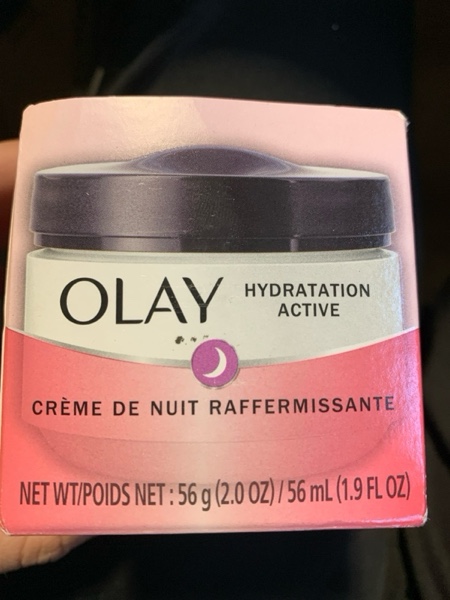 OLAY
HYDRATATION
ACTIVE
CRÈME DE NUIT RAFFERMISSANTE
NET WT/POIDS NET : 56 g (2.0 OZ) / 56 mL (1.9 FL OZ)